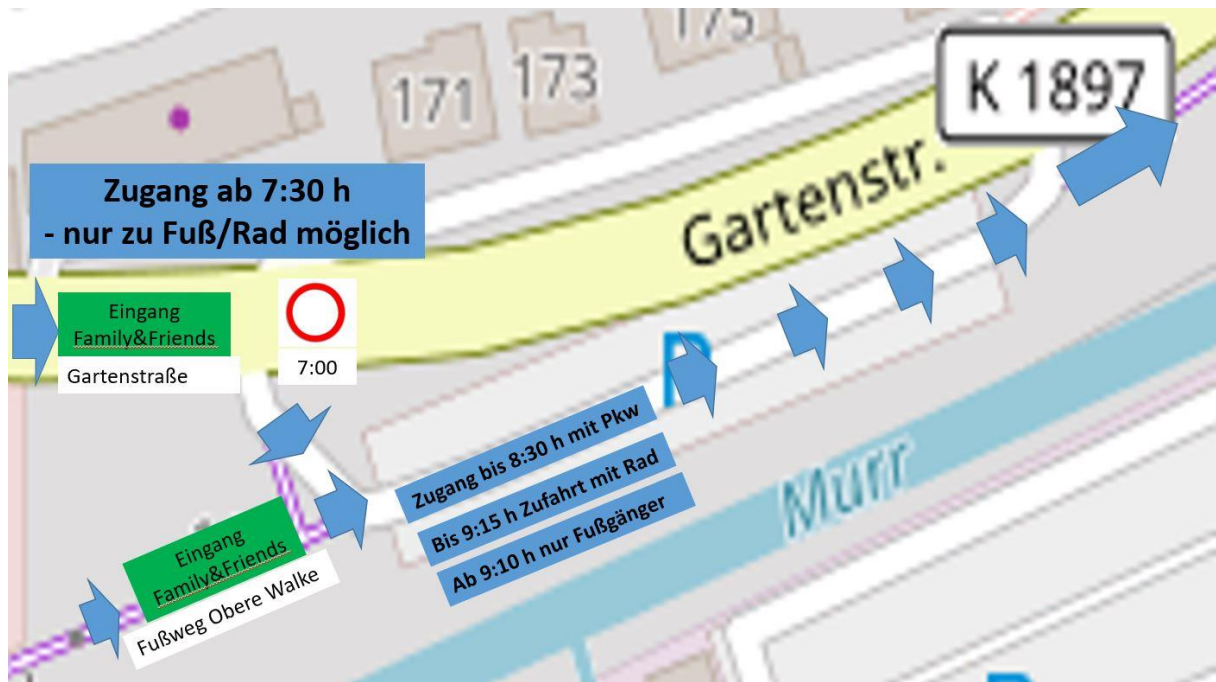 171
173
175
K 1897
Zugang ab 7:30 h
- nur zu Fuß/Rad möglich
Gartenstr.
Eingang
Family&Friends
Gartenstraße
7:00
P
Zugang bis 8:30 h mit Pkw
Bis 9:15 h Zufahrt mit Rad
Ab 9:10 h nur Fußgänger
Murr
Eingang
Family&Friends
Fußweg Obere Walke